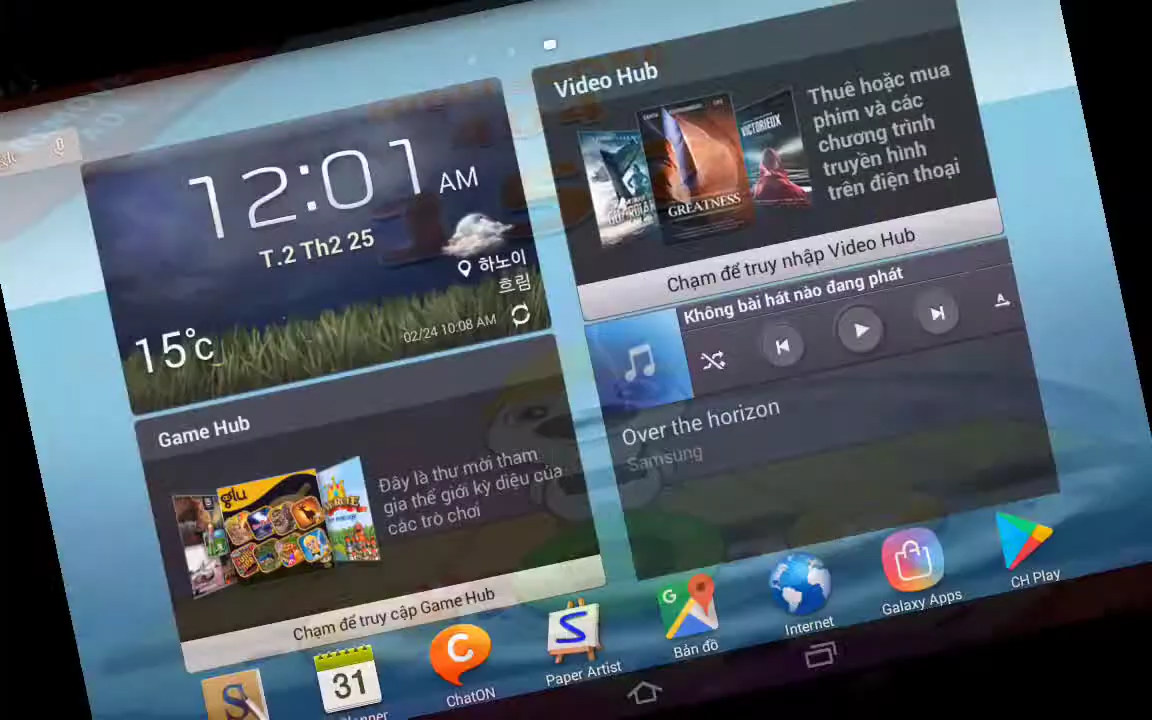 Video Hub
Thuê hoặc mua
phim và các
chương trình
truyền hình
trên điện thoại
VICTORIEUX
GREATNESS
Chạm để truy nhập Video Hub
12:01 AM
T.2 Th2 25
하노이
흐림
02/24 10:08 AM
15°c
Không bài hát nào đang phát
A
Over the horizon
Samsung
Game Hub
glu
Đây là thư mời tham
gia thế giới kỳ diệu của
các trò chơi
Chạm để truy cập Game Hub
S
31
C
ChatON
S
Paper Artist
G
Bản đồ
Internet
Galaxy Apps
CH Play